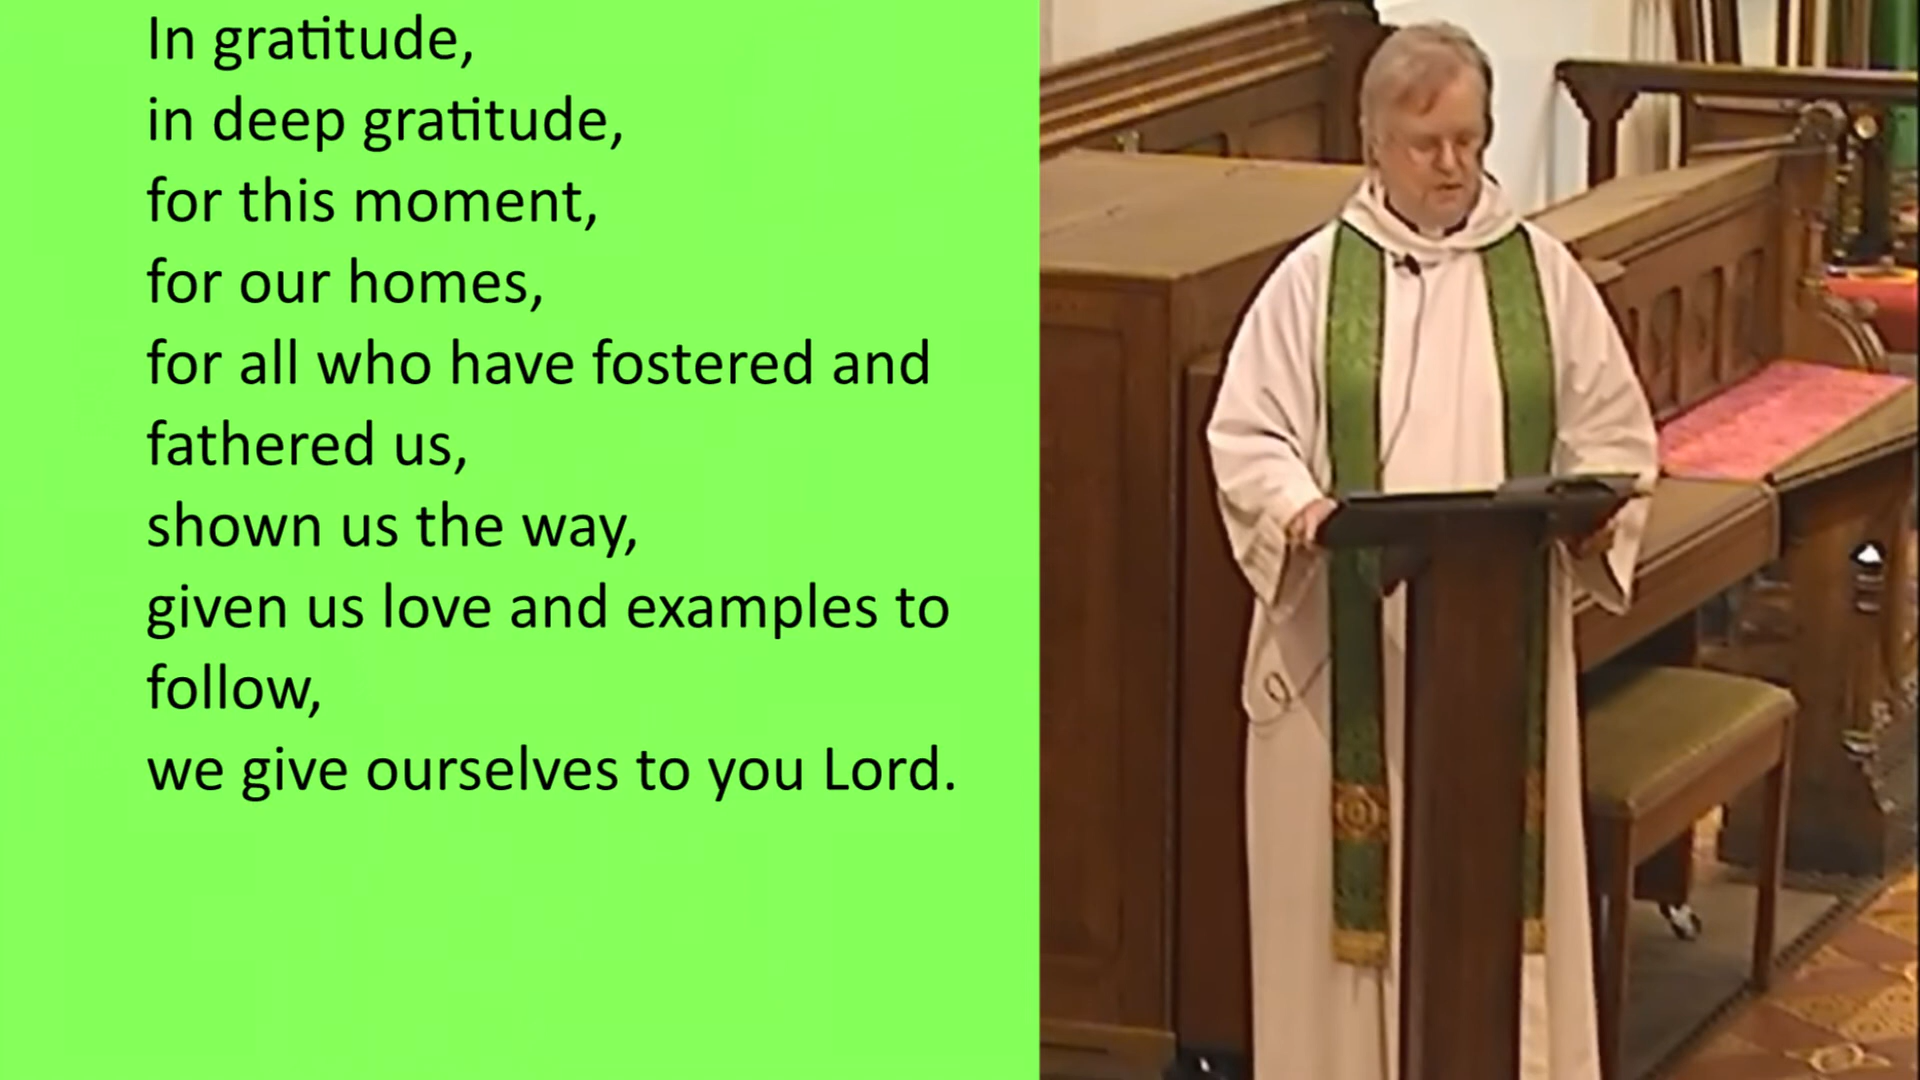 In gratitude,
in deep gratitude,
for this moment,
for our homes,
for all who have fostered and
fathered us,
shown us the way,
given us love and examples to
follow,
we give ourselves to you Lord.